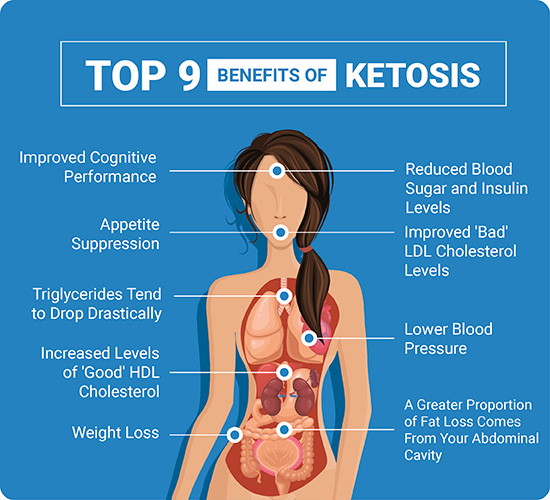 TOP 9 BENEFITS OF KETOSIS
Improved Cognitive
Performance
Appetite
Suppression
Triglycerides Tend
to Drop Drastically
Increased Levels
of 'Good' HDL
Cholesterol
Weight Loss
Reduced Blood
Sugar and Insulin
Levels
Improved 'Bad'
LDL Cholesterol
Levels
Lower Blood
Pressure
A Greater Proportion
of Fat Loss Comes
From Your Abdominal
Cavity